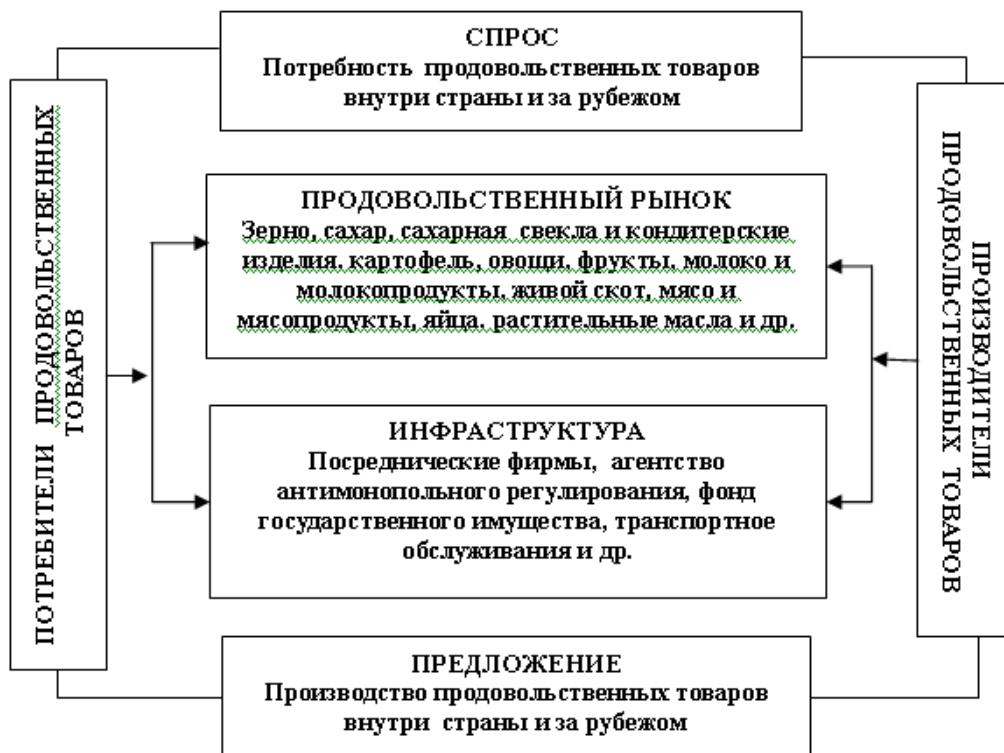 СПРОС
Потребность продовольственных товаров
внутри страны и за рубежом
ПОТРЕБИТЕЛИ ПРОДОВОЛЬСТВЕННЫХ
ТОВАРОВ
ПРОДОВОЛЬСТВЕННЫЙ РЫНОК
Зерно, сахар, сахарная свекла и кондитерские
изделия, картофель, овощи, фрукты, молоко и
молокопродукты, живой скот, мясо и
мясопродукты, яйца, растительные масла и др.
ИНФРАСТРУКТУРА
Посреднические фирмы, агентство
антимонопольного регулирования, фонд
государственного имущества, транспортное
обслуживания и др.
ПРОИЗВОДИТЕЛИ
ПРОДОВОЛЬСТВЕННЫХ ТОВАРОВ
ПРЕДЛОЖЕНИЕ
Производство продовольственных товаров
внутри страны и за рубежом